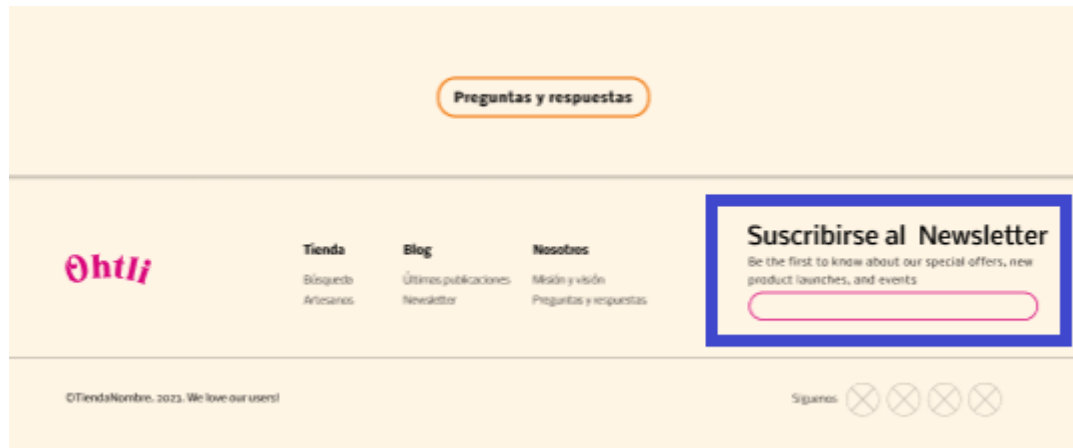 Preguntas y respuestas
Ohtli
Tienda
Búsqueda
Artesanos
Blog
Últimas publicaciones
Newsletter
Nosotros
Misión y visión
Preguntas y respuestas
Suscribirse al Newsletter
Be the first to know about our special offers, new
product launches, and events
©TiendaNombre. 2023. We love our users!
Síguenos